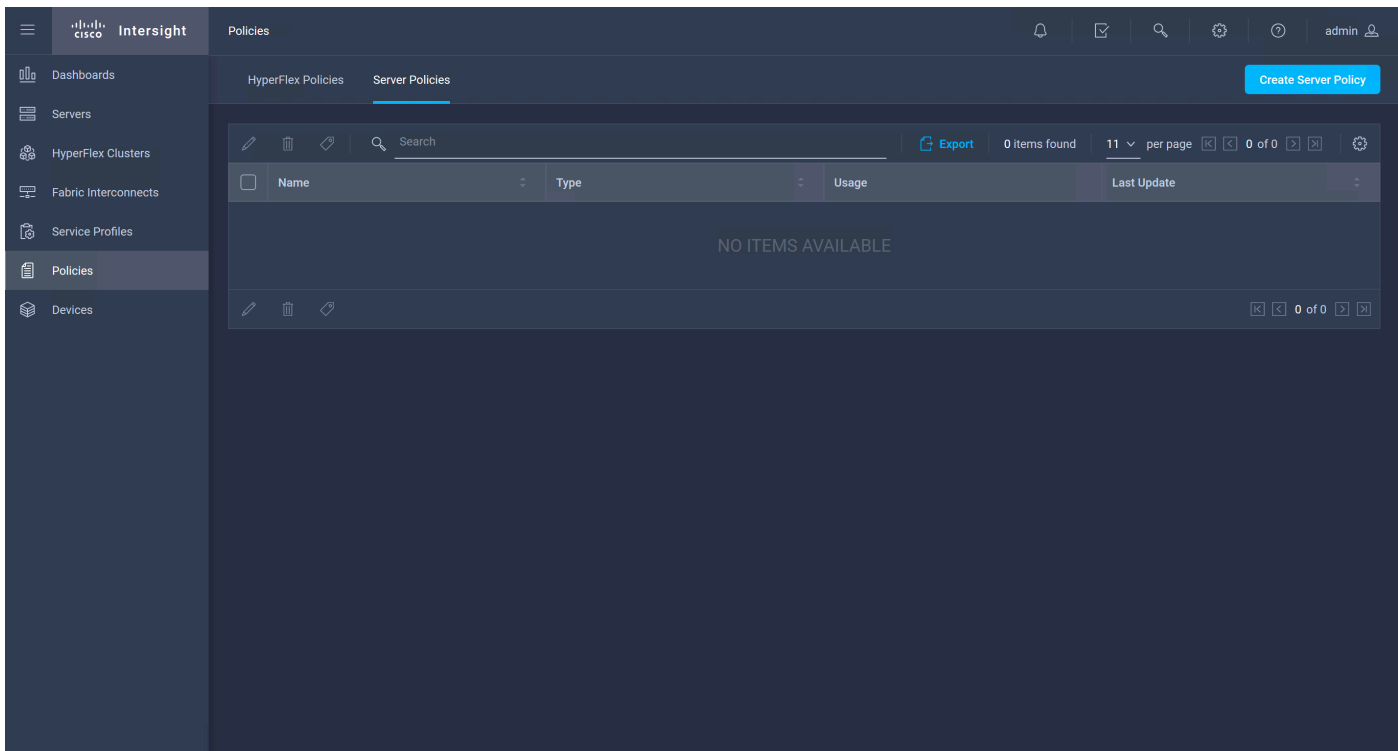 cisco Intersight
Policies
admin
Dashboards
Servers
HyperFlex Clusters
Fabric Interconnects
Service Profiles
Policies
Devices
HyperFlex Policies Server Policies
Create Server Policy
Search
Export
0 items found
11 per page 0 of 0
Name Type Usage Last Update
NO ITEMS AVAILABLE
0 of 0